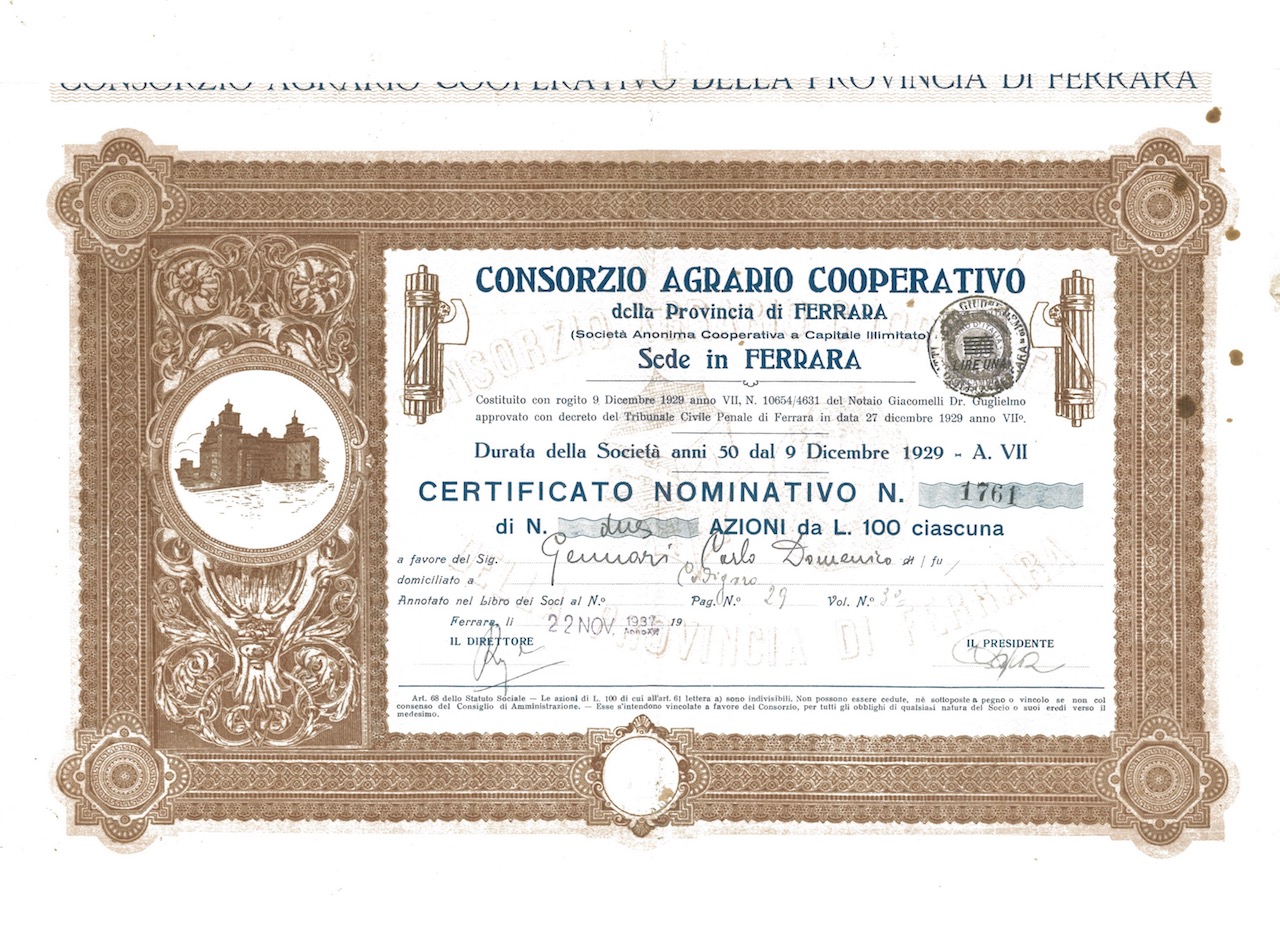 CONSORZIO AGRARIO COOPERATIVO DELLA PROVINCIA DI FERRARA
CONSORZIO AGRARIO COOPERATIVO
della Provincia di FERRARA
(Società Anonima Cooperativa a Capitale Illimitato)
Sede in FERRARA
LIRE UNA
Costituito con rogito 9 Dicembre 1929 anno VII, N. 10654/4631 del Notaio Giacomelli Dr. Guglielmo
approvato con decreto del Tribunale Civile Penale di Ferrara in data 27 dicembre 1929 anno VIIº.
Durata della Società anni 50 dal 9 Dicembre 1929 - A. VII
CERTIFICATO NOMINATIVO N. 1761
di N. due AZIONI da L. 100 ciascuna
a favore del Sig. Gennari Carlo Domenico di / fu
domiciliato a Codigoro
Annotato nel Libro dei Soci al N.º Pag. N.º 29 Vol. N.º 3º
Ferrara, li 22 NOV. 1937 Anno XVI 19
IL DIRETTORE IL PRESIDENTE
Art. 68 dello Statuto Sociale — Le azioni di L. 100 di cui all'art. 61 lettera a) sono indivisibili. Non possono essere cedute, nè sottoposte a pegno o vincolo se non col
consenso del Consiglio di Amministrazione. — Esse s'intendono vincolate a favore del Consorzio, per tutti gli obblighi di qualsiasi natura del Socio o suoi eredi verso il
medesimo.